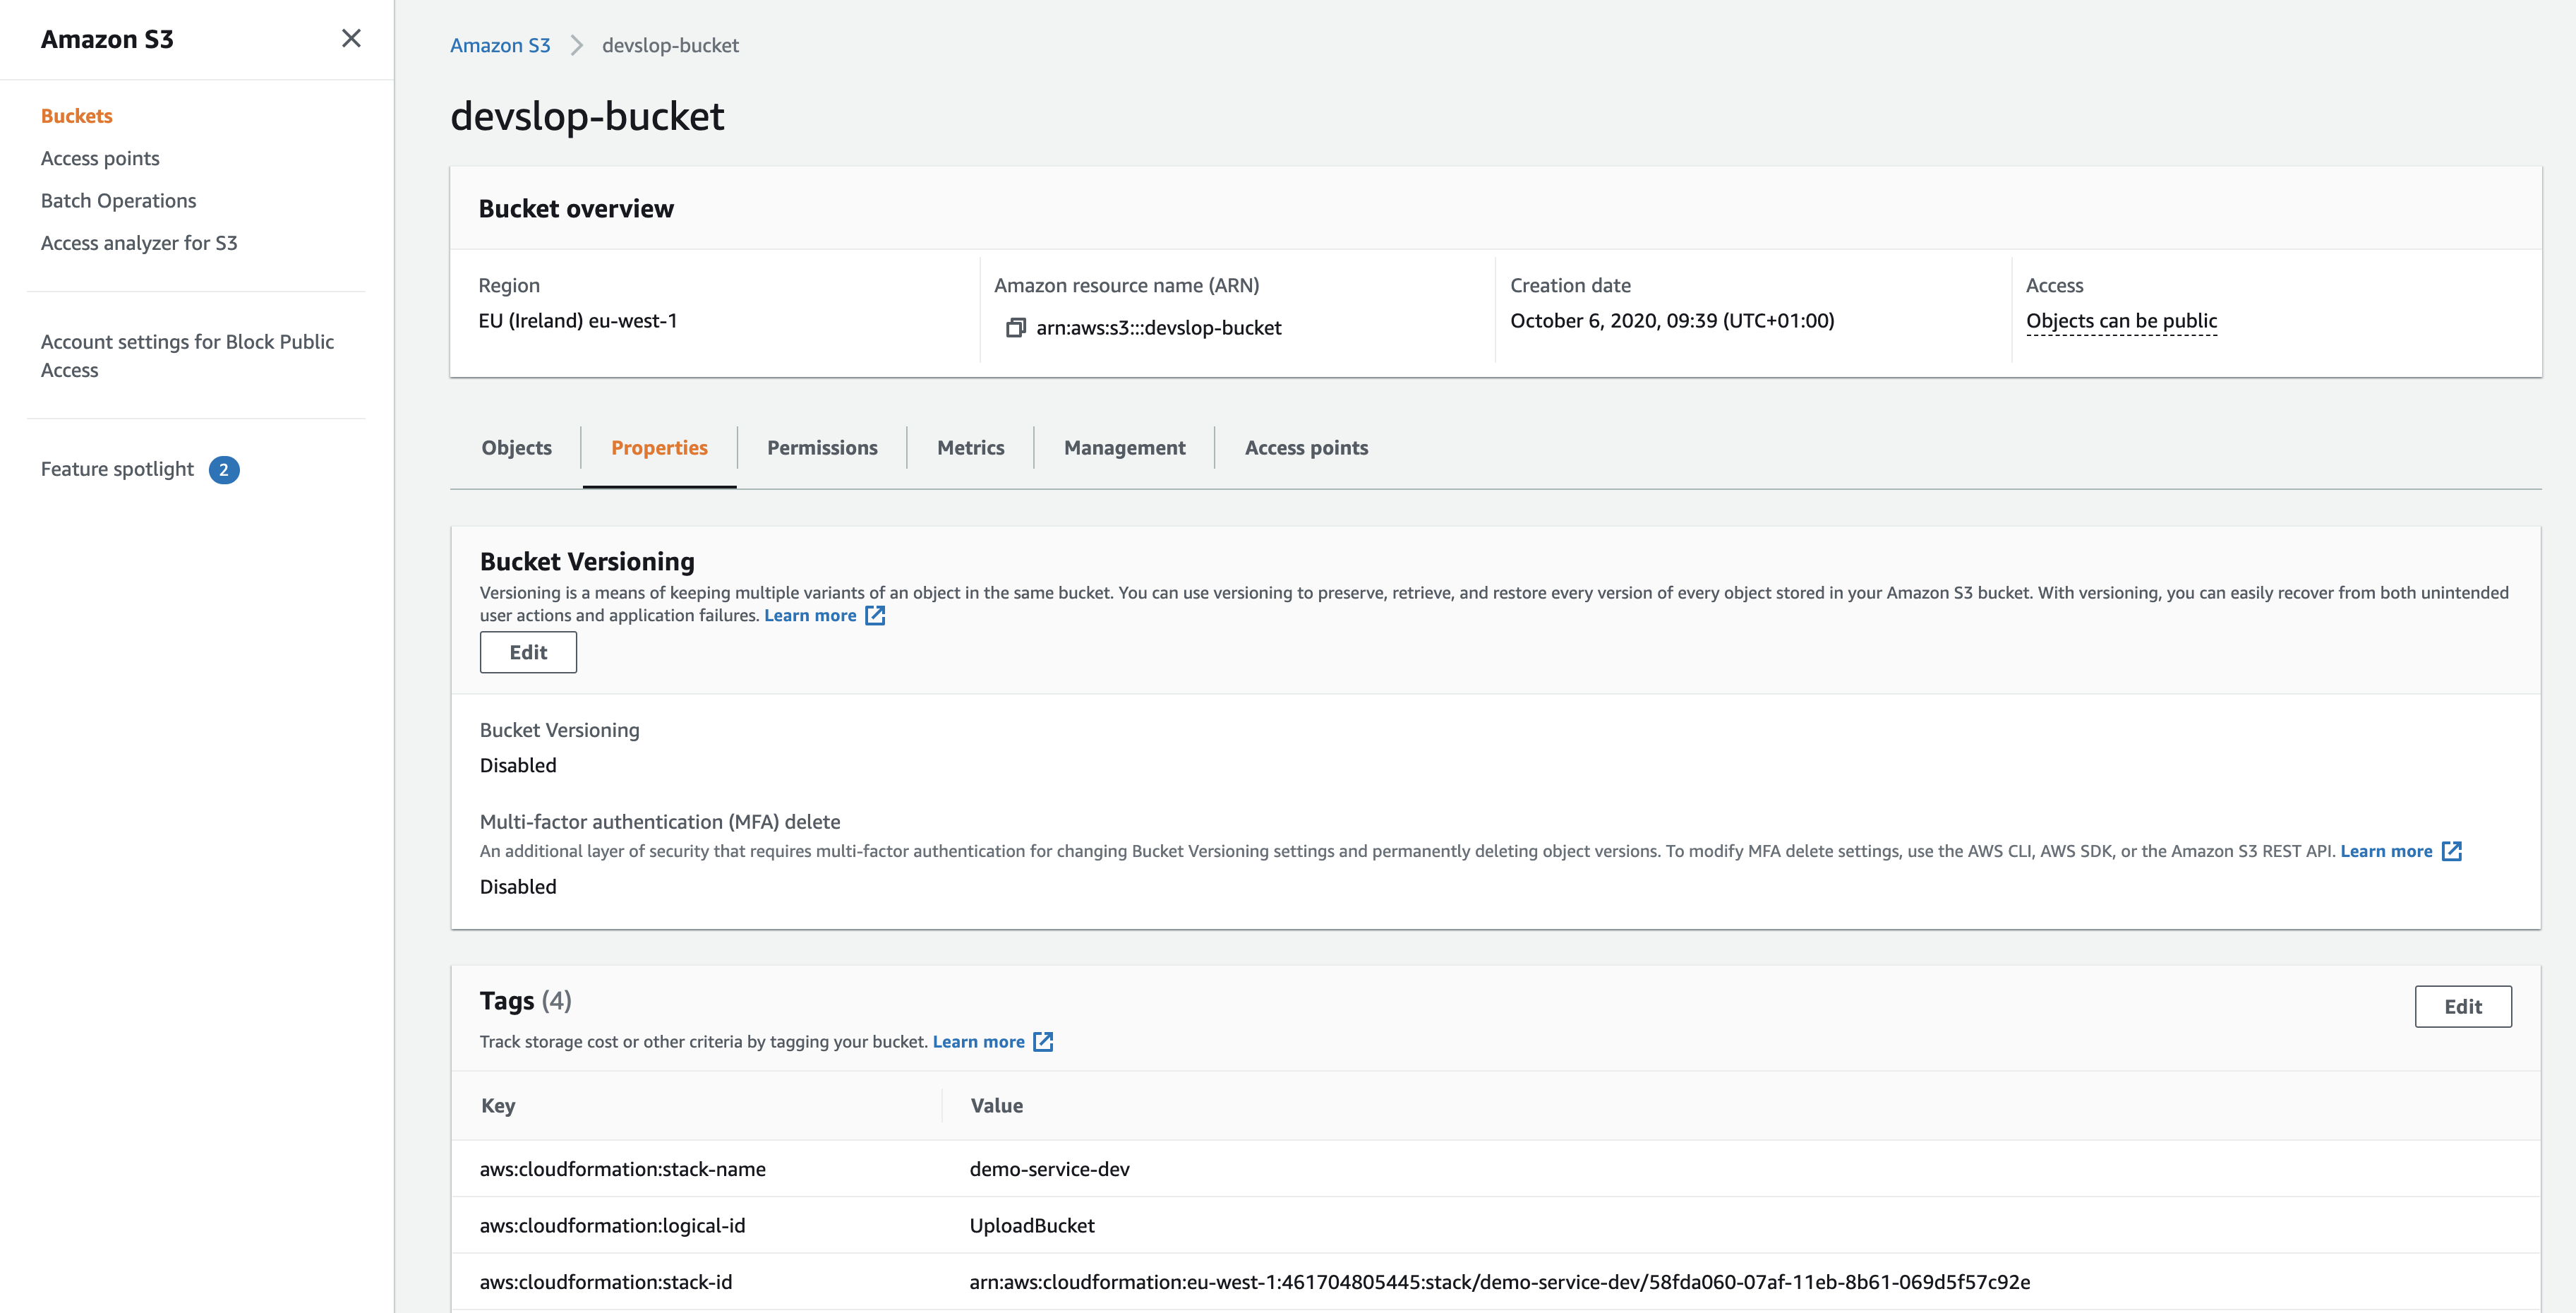 Amazon S3
Buckets
Access points
Batch Operations
Access analyzer for S3
Account settings for Block Public
Access
Feature spotlight 2
Amazon S3 devslop-bucket
devslop-bucket
Bucket overview
Region
EU (Ireland) eu-west-1
Amazon resource name (ARN)
arn:aws:s3:::devslop-bucket
Creation date
October 6, 2020, 09:39 (UTC+01:00)
Access
Objects can be public
Objects Properties Permissions Metrics Management Access points
Bucket Versioning
Versioning is a means of keeping multiple variants of an object in the same bucket. You can use versioning to preserve, retrieve, and restore every version of every object stored in your Amazon S3 bucket. With versioning, you can easily recover from both unintended
user actions and application failures. Learn more
Edit
Bucket Versioning
Disabled
Multi-factor authentication (MFA) delete
An additional layer of security that requires multi-factor authentication for changing Bucket Versioning settings and permanently deleting object versions. To modify MFA delete settings, use the AWS CLI, AWS SDK, or the Amazon S3 REST API. Learn more
Disabled
Tags (4)
Edit
Track storage cost or other criteria by tagging your bucket. Learn more
Key Value
aws:cloudformation:stack-name demo-service-dev
aws:cloudformation:logical-id UploadBucket
aws:cloudformation:stack-id arn:aws:cloudformation:eu-west-1:461704805445:stack/demo-service-dev/58fda060-07af-11eb-8b61-069d5f57c92e